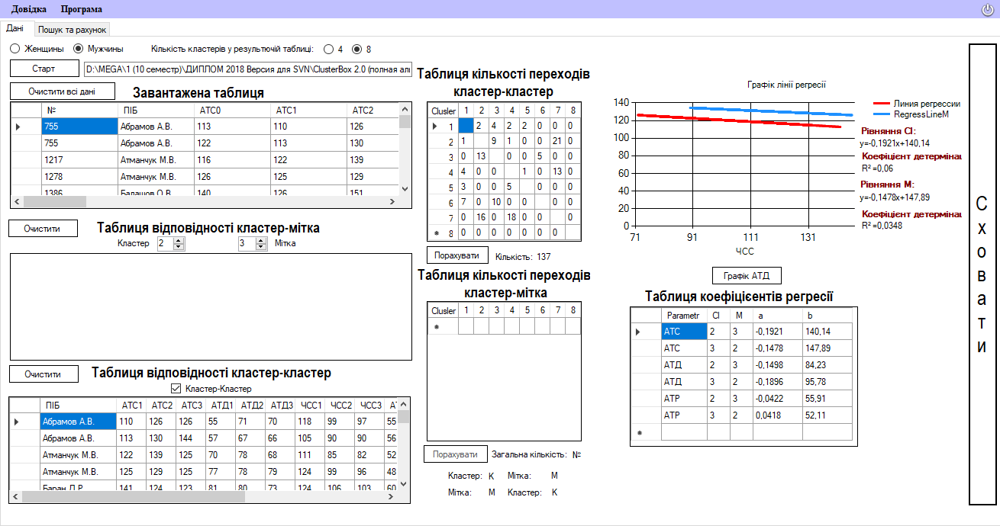 Довідка Програма
Дані Пошук та рахунок
Женщины Мужчины Кількість кластерів у результуючій таблиці: 4 8
Старт D:\MEGA\1 (10 семестр)\ДИПЛОМ 2018 Версия для SVN\ClusterBox 2.0 (полная ал
Очистити всі дані Завантажена таблиця
№ ПІБ АТС0 АТС1 АТС2
755 Абрамов А.В. 113 110 126
755 Абрамов А.В. 122 113 130
1217 Атманчук М.В. 116 122 139
1278 Атманчук М.В. 126 125 129
1386 Балашов О.В. 140 126 151
Очистити Таблиця відповідності кластер-мітка
Кластер 2 3 Мітка
Очистити Таблиця відповідності кластер-кластер
Кластер-Кластер
ПІБ АТС1 АТС2 АТС3 АТД1 АТД2 АТД3 ЧСС1 ЧСС2 ЧСС3 АТ
Абрамов А.В. 110 126 126 55 71 70 118 99 97 55
Абрамов А.В. 113 130 144 57 67 66 105 90 90 56
Атманчук М.В. 122 139 125 70 78 68 111 85 82 52
Атманчук М.В. 125 129 125 77 78 79 124 99 96 48
Баран Л.Р. 141 124 123 81 80 73 124 106 103 60
Таблиця кількості переходів
кластер-кластер
Clusler 1 2 3 4 5 6 7 8
1 2 4 2 2 0 0 0
2 1 9 1 0 0 21 0
3 0 13 0 0 5 0 0
4 4 0 0 1 0 13 0
5 3 0 0 5 0 0 0
6 7 0 10 0 0 0 0
7 0 16 0 18 0 0 0
8 0 0 0 0 0 0 0
Порахувати Кількість: 137
Таблиця кількості переходів
кластер-мітка
Clusler 1 2 3 4 5 6 7 8
Порахувати Загальна кількість: №
Кластер: К Мітка: М
Мітка: М Кластер: К
Графік лінії регресії
140
120
100
80
60
40
20
0
71 91 111 131
ЧСС
Линия регрессии
RegressLineM
Рівняння Cl:
y=-0,1921x+140,14
Коефіцієнт детермінац
R² =0,06
Рівняння М:
y=-0,1478x+147,89
Коефіцієнт детермінац
R² =0,0348
Графік АТД
Таблиця коефіцієнтів регресії
Parametr Cl M a b
АТС 2 3 -0,1921 140,14
АТС 3 2 -0,1478 147,89
АТД 2 3 -0,1498 84,23
АТД 3 2 -0,1896 95,78
АТР 2 3 -0,0422 55,91
АТР 3 2 0,0418 52,11
Сховати